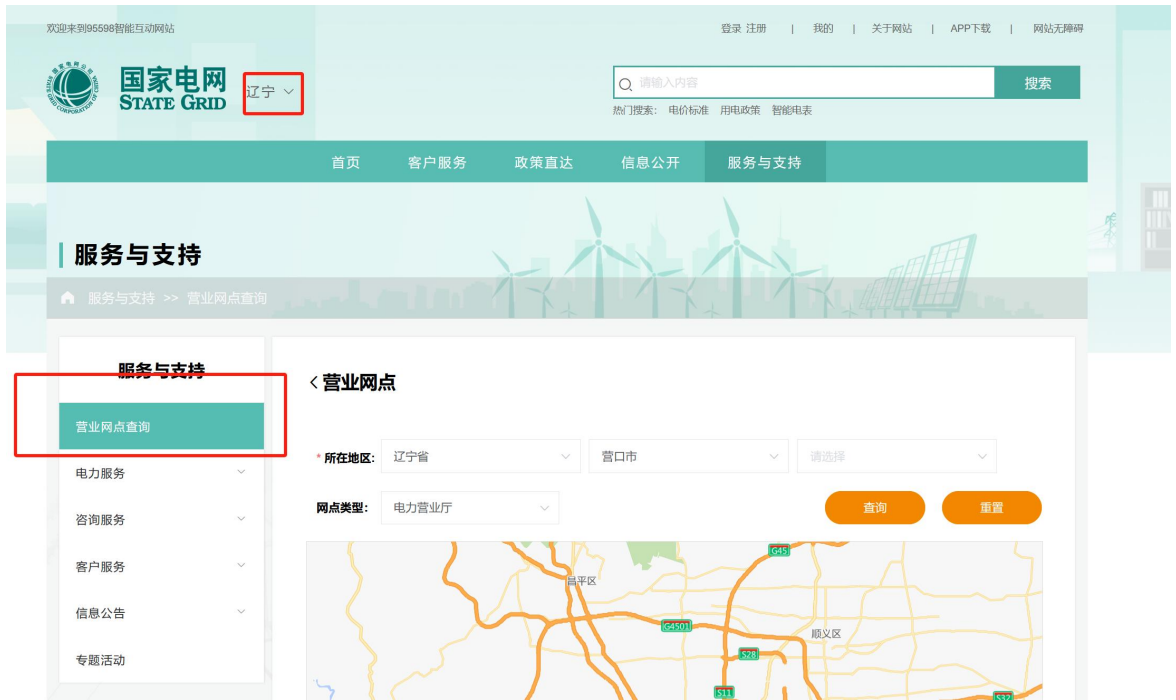 欢迎来到95598智能互动网站
登录 注册 | 我的 | 关于网站 | APP下载 | 网站无障碍
国家电网
STATE GRID
辽宁
请输入内容
搜索
热门搜索: 电价标准 用电政策 智能电表
首页 客户服务 政策直达 信息公开 服务与支持
服务与支持
服务与支持 >> 营业网点查询
服务与支持
营业网点查询
电力服务
咨询服务
客户服务
信息公告
专题活动
<营业网点
*所在地区: 辽宁省 营口市 请选择
网点类型: 电力营业厅 查询 重置
G45
昌平区
G4501
顺义区
S28
S11
S32